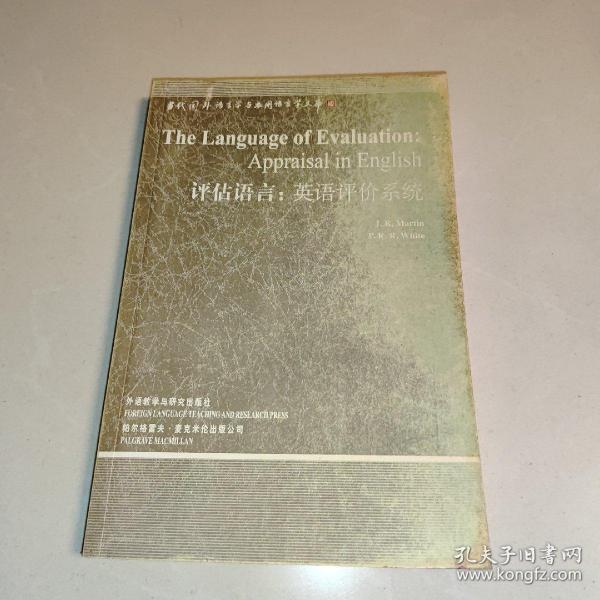 当代国外语言学与应用语言学文库
The Language of Evaluation:
Appraisal in English
评估语言：英语评价系统
J. R. Martin
P. R. R. White
外语教学与研究出版社
FOREIGN LANGUAGE TEACHING AND RESEARCH PRESS
帕尔格雷夫·麦克米伦出版公司
PALGRAVE MACMILLAN
孔夫子旧书网
www.kongfz.com